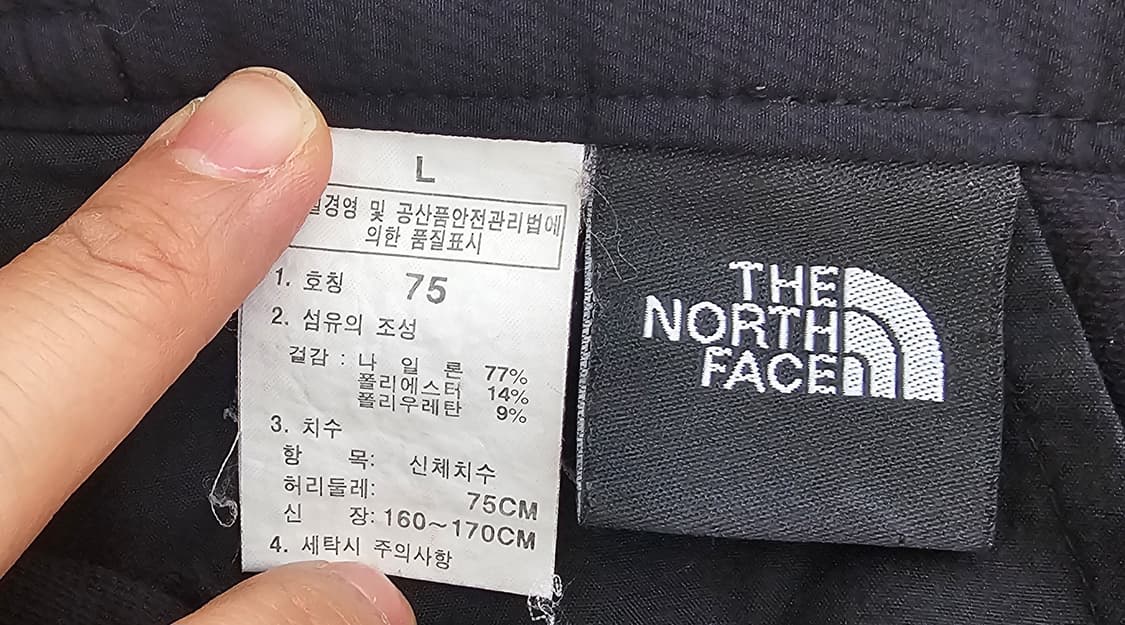 L
경영 및 공산품안전관리법에
의한 품질표시
1. 호칭 75
2. 섬유의 조성
겉감 : 나 일 론 77%
폴리에스터 14%
폴리우레탄 9%
3. 치수
항 목: 신체치수
허리둘레: 75CM
신 장: 160~170CM
4. 세탁시 주의사항
THE
NORTH
FACE